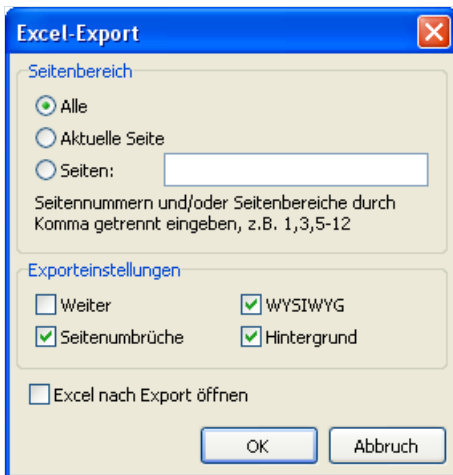 Excel-Export
Seitenbereich
Alle
Aktuelle Seite
Seiten:
Seitennummern und/oder Seitenbereiche durch
Komma getrennt eingeben, z.B. 1,3,5-12
Exporteinstellungen
Weiter WYSIWYG
Seitenumbrüche Hintergrund
Excel nach Export öffnen
OK Abbruch